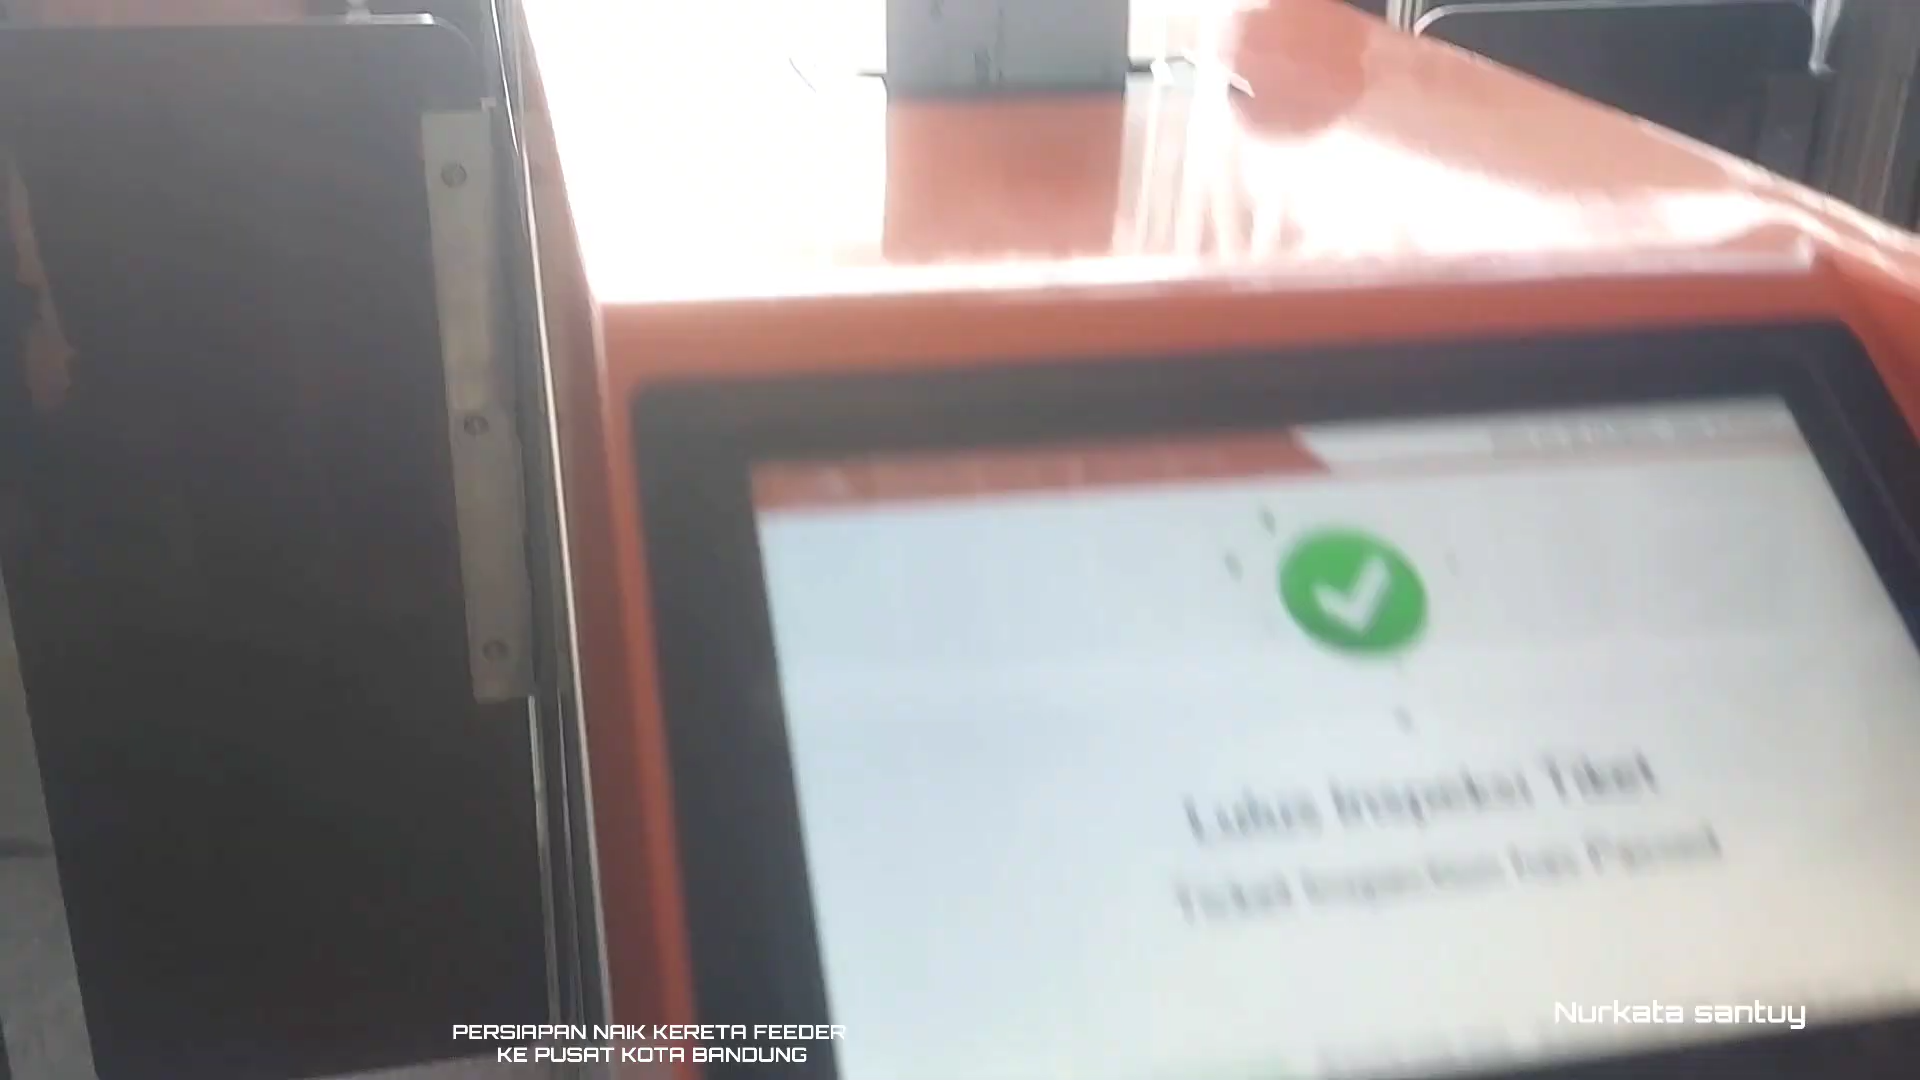 Lulus Inspeksi Tiket
Ticket Inspection has Passed
Nurkata santuy
PERSIAPAN NAIK KERETA FEEDER
KE PUSAT KOTA BANDUNG